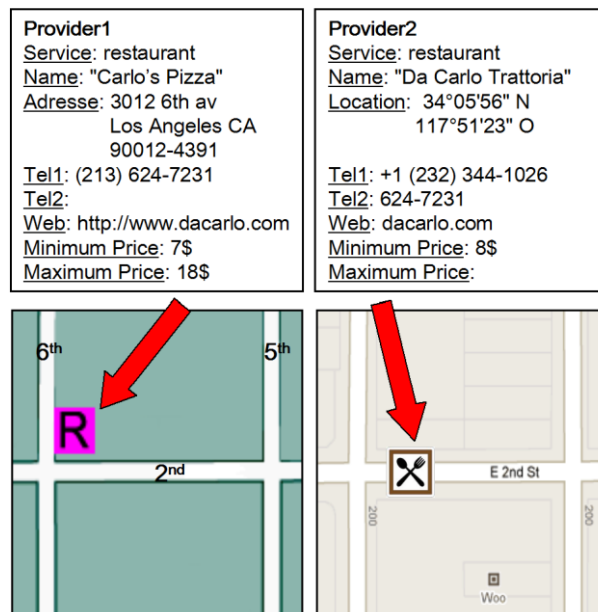 Provider1
Service: restaurant
Name: "Carlo's Pizza"
Adresse: 3012 6th av
Los Angeles CA
90012-4391
Tel1: (213) 624-7231
Tel2:
Web: http://www.dacarlo.com
Minimum Price: 7$
Maximum Price: 18$
Provider2
Service: restaurant
Name: "Da Carlo Trattoria"
Location: 34°05'56" N
117°51'23" O
Tel1: +1 (232) 344-1026
Tel2: 624-7231
Web: dacarlo.com
Minimum Price: 8$
Maximum Price:
6th
5th
R
2nd
E 2nd St
200
200
Woo